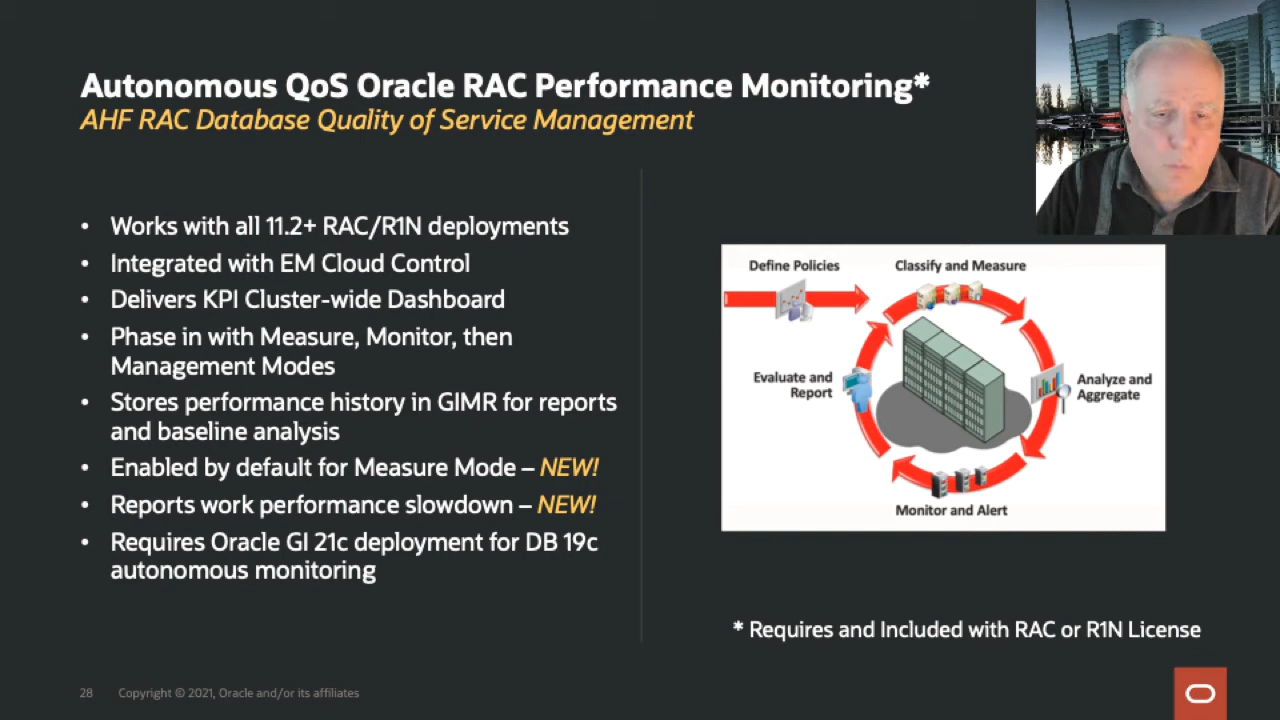 Autonomous QoS Oracle RAC Performance Monitoring*
AHF RAC Database Quality of Service Management
• Works with all 11.2+ RAC/R1N deployments
• Integrated with EM Cloud Control
• Delivers KPI Cluster-wide Dashboard
• Phase in with Measure, Monitor, then
Management Modes
• Stores performance history in GIMR for reports
and baseline analysis
• Enabled by default for Measure Mode – NEW!
• Reports work performance slowdown – NEW!
• Requires Oracle GI 21c deployment for DB 19c
autonomous monitoring
Define Policies
Classify and Measure
Evaluate and
Report
Analyze and
Aggregate
Monitor and Alert
* Requires and Included with RAC or R1N License
28 Copyright © 2021, Oracle and/or its affiliates